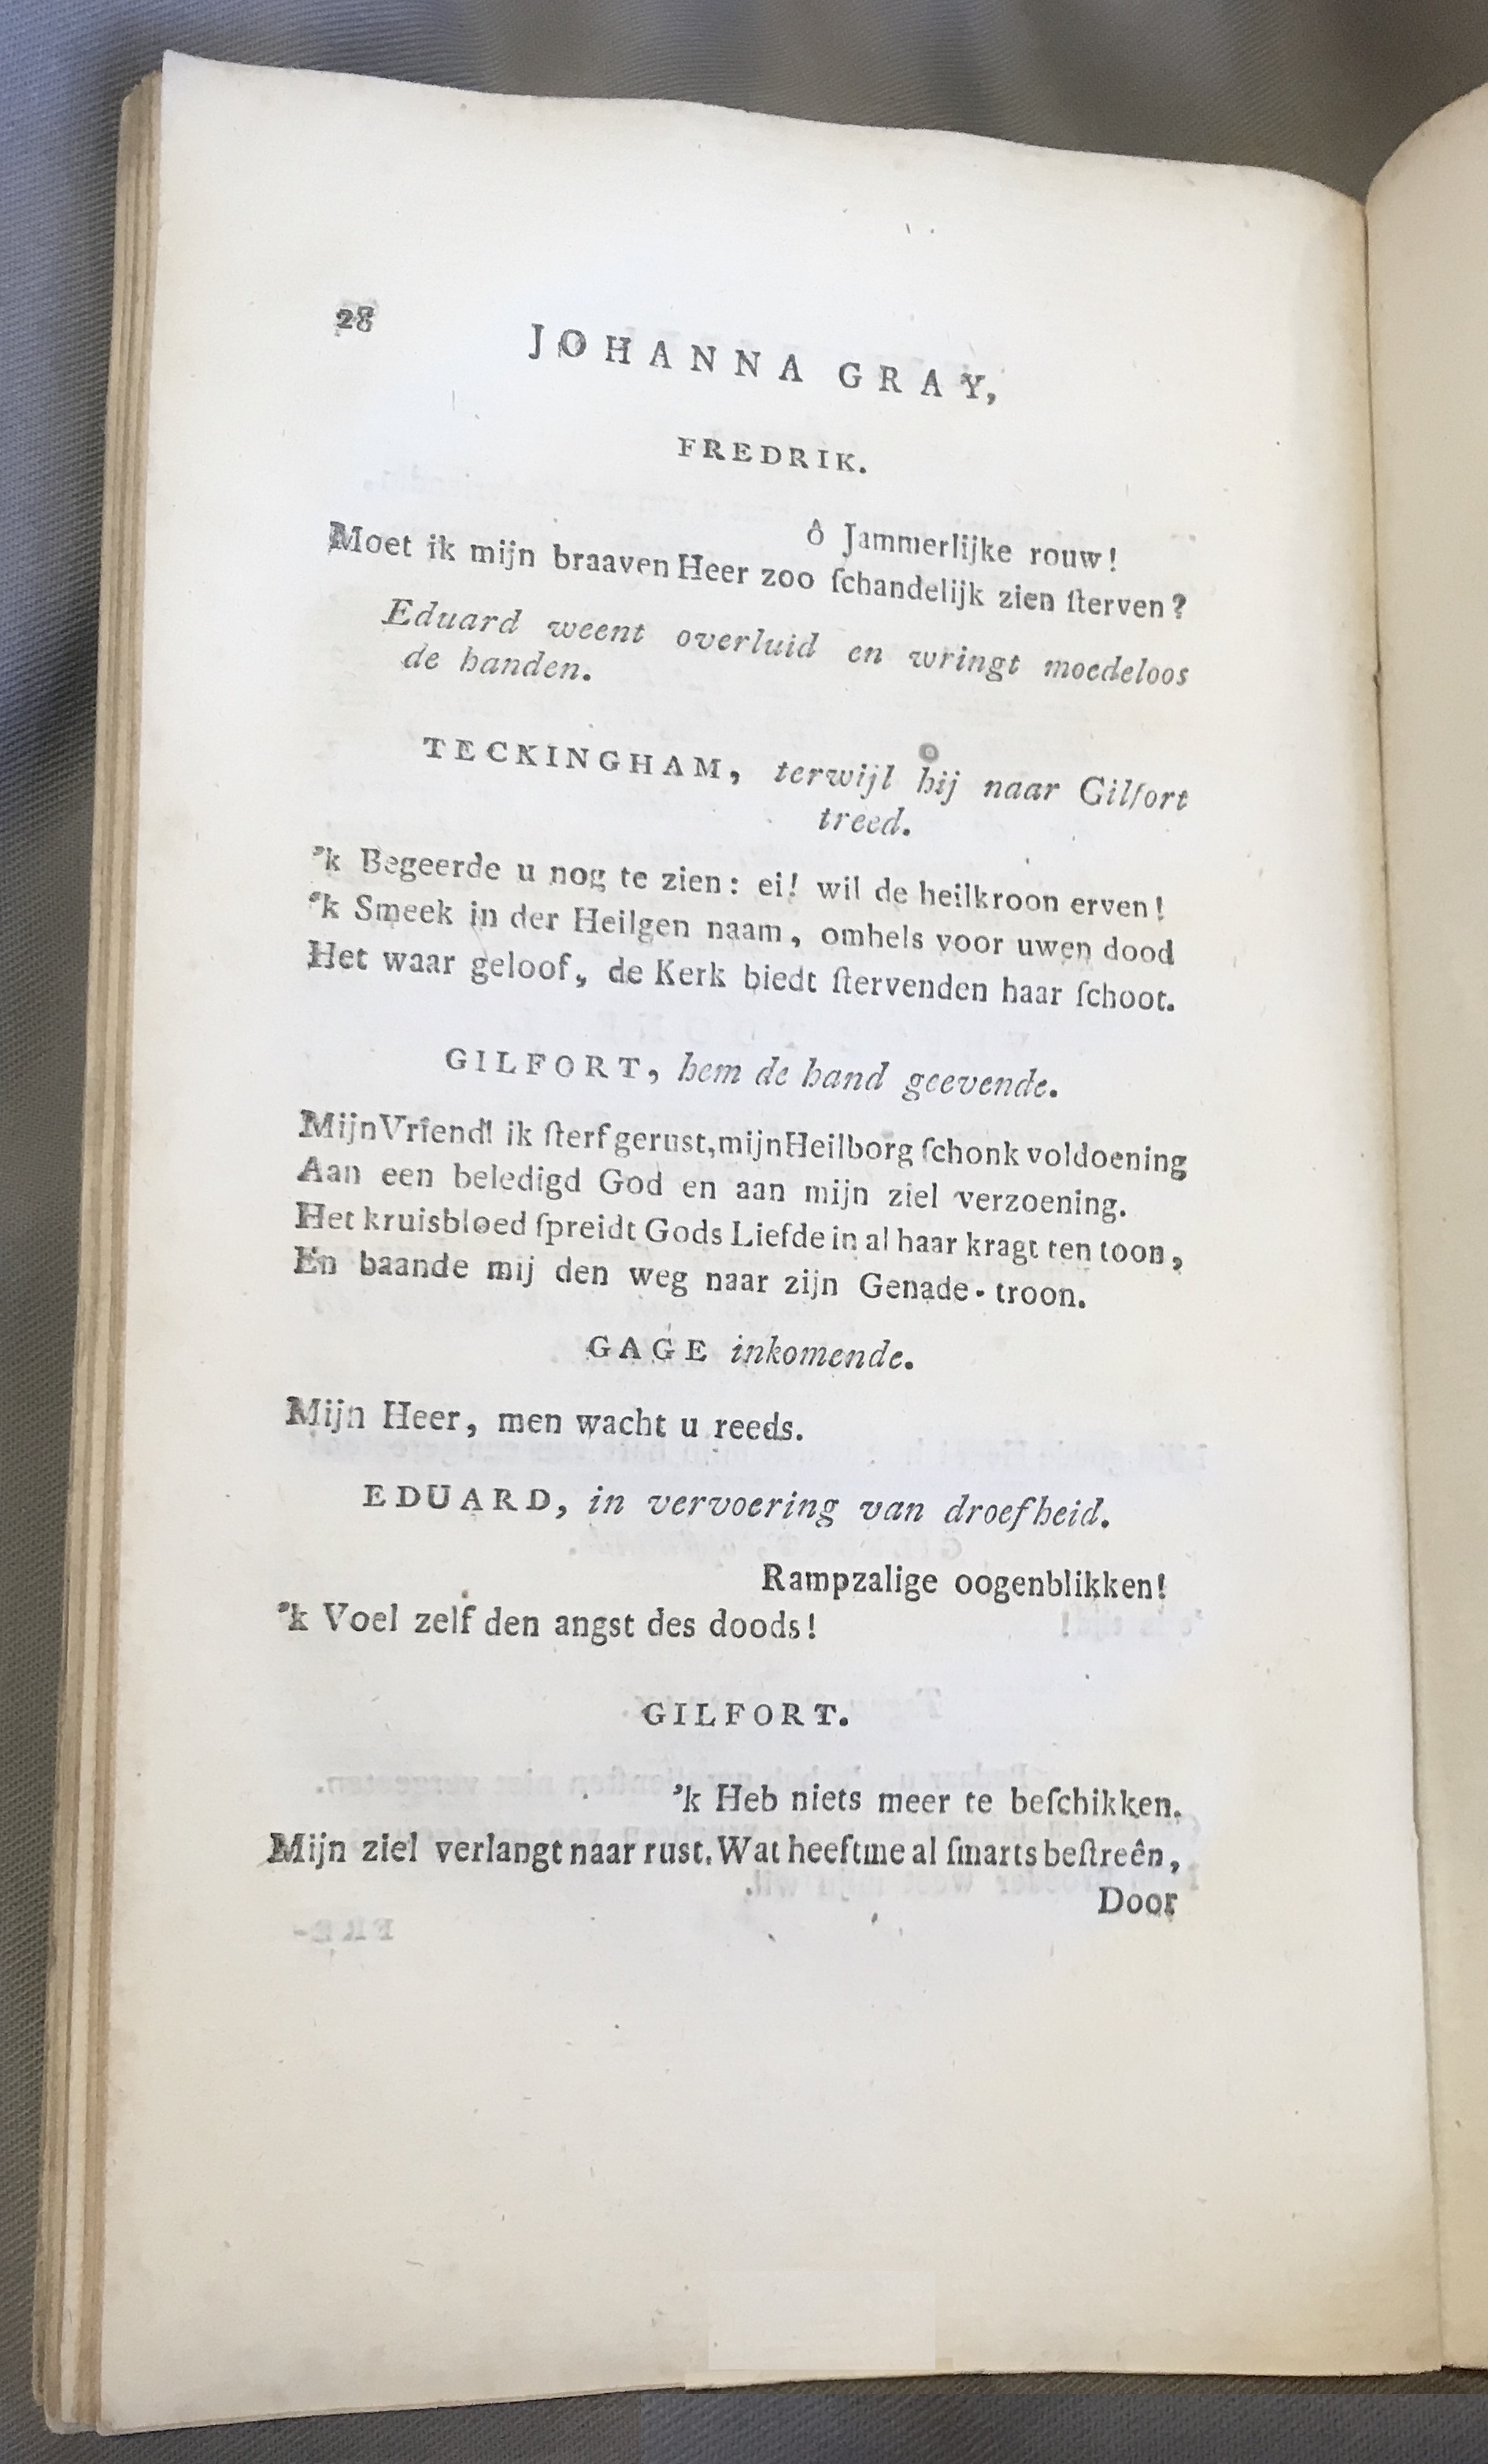 28
JOHANNA GRAY,
FREDRIK.
ô Jammerlijke rouw!
Moet ik mijn braaven Heer zoo ſchandelijk zien ſterven?
Eduard weent overluid en wringt moedeloos
de handen.
TECKINGHAM, terwijl hij naar Gilfort
treed.
'k Begeerde u nog te zien: ei! wil de heilkroon erven!
'k Smeek in der Heilgen naam, omhels voor uwen dood
Het waar geloof, de Kerk biedt ſtervenden haar ſchoot.
GILFORT, hem de hand geevende.
Mijn Vriend! ik ſterf gerust, mijn Heilborg ſchonk voldoening
Aan een beledigd God en aan mijn ziel verzoening.
Het kruisbloed ſpreidt Gods Liefde in al haar kragt ten toon,
En baande mij den weg naar zijn Genade-troon.
GAGE inkomende.
Mijn Heer, men wacht u reeds.
EDUARD, in vervoering van droefheid.
Rampzalige oogenblikken!
'k Voel zelf den angst des doods!
GILFORT.
'k Heb niets meer te beſchikken.
Mijn ziel verlangt naar rust. Wat heeft me al ſmarts beſtreên,
Door